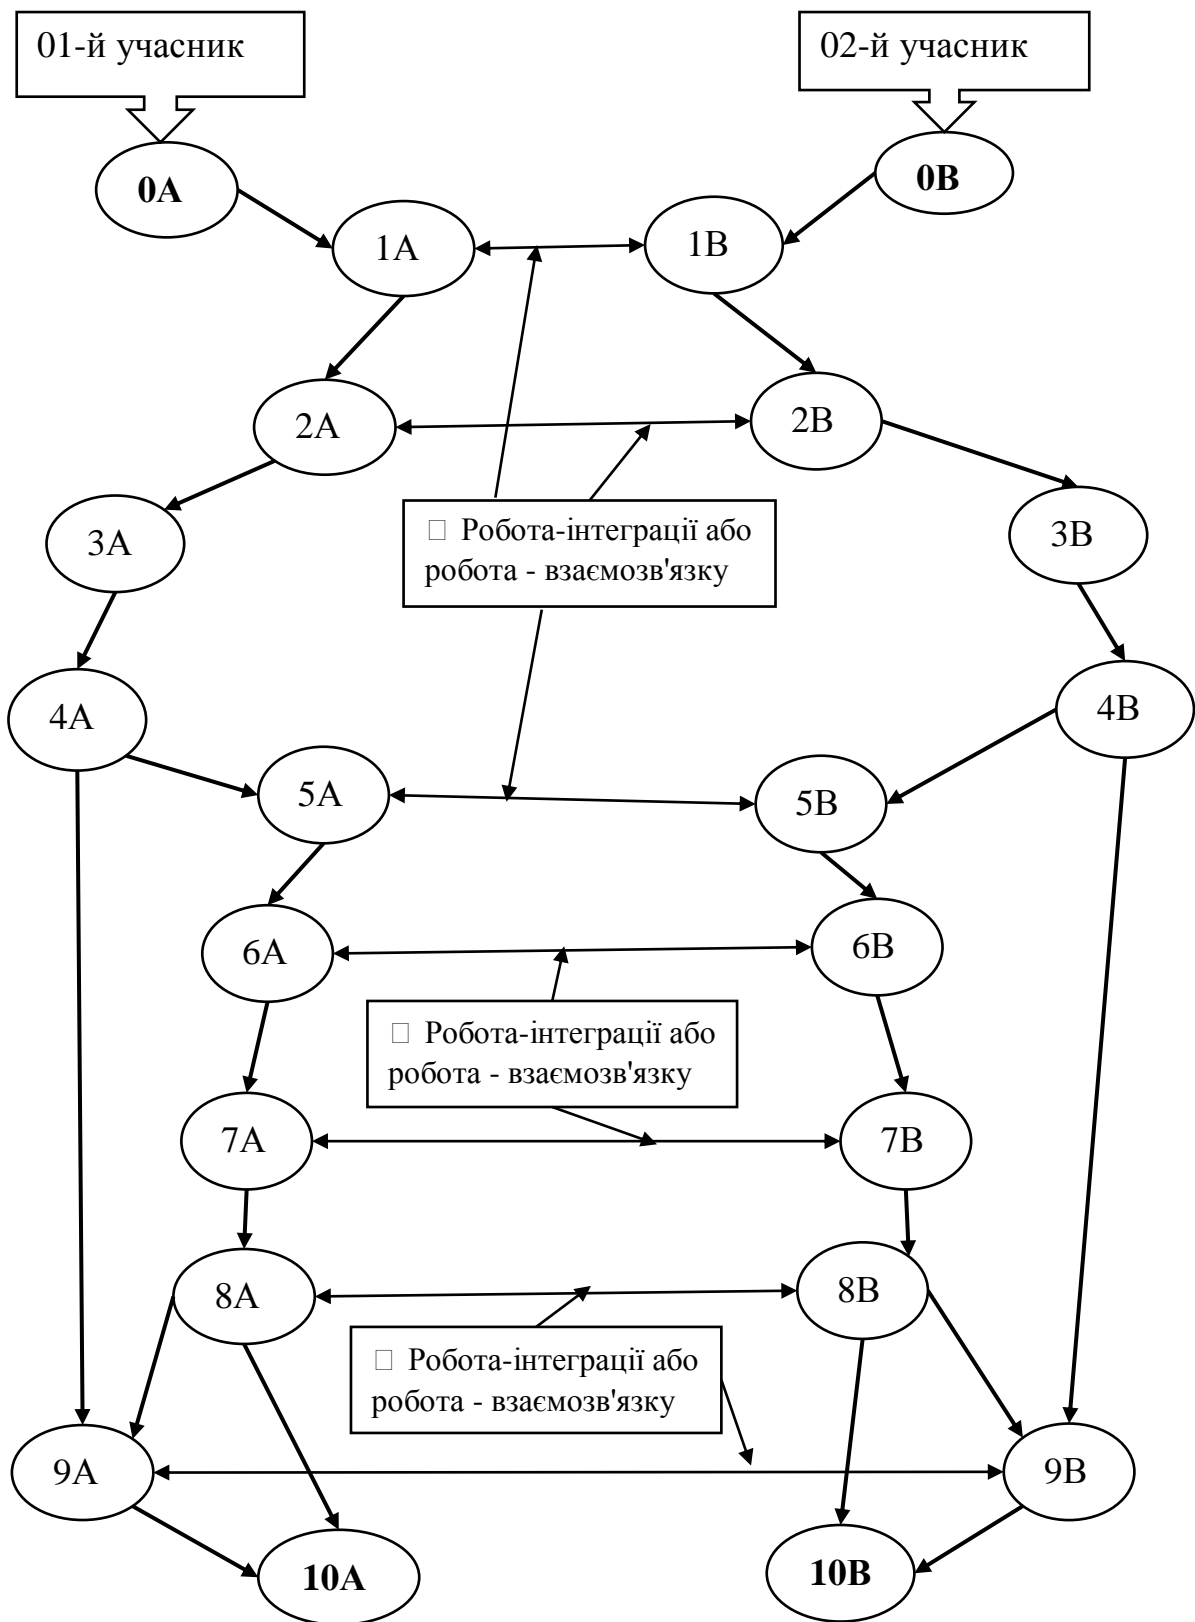 01-й учасник
02-й учасник
0А
0В
1А
1В
2А
2В
□ Робота-інтеграції або
робота - взаємозв'язку
3А
3В
4А
4В
5А
5В
6А
6В
□ Робота-інтеграції або
робота - взаємозв'язку
7А
7В
8А
8В
□ Робота-інтеграції або
робота - взаємозв'язку
9А
9В
10А
10В